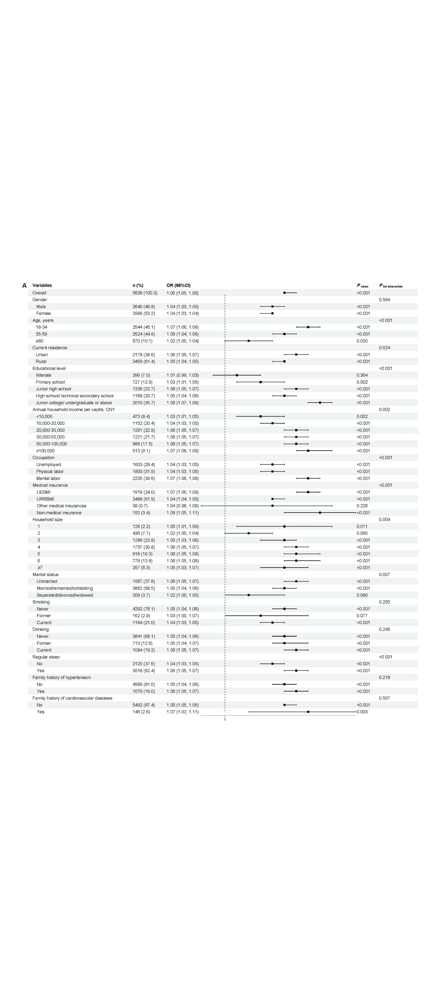 A Variables n (%) OR (95%CI) P value P for interaction
Overall 5638 (100.0) 1.05 (1.05, 1.06) <0.001
Gender 0.564
Male 2640 (46.8) 1.04 (1.03, 1.05) <0.001
Female 2998 (53.2) 1.04 (1.03, 1.04) <0.001
Age, years <0.001
18-34 2544 (45.1) 1.07 (1.06, 1.08) <0.001
35-59 2524 (44.8) 1.05 (1.04, 1.06) <0.001
≥60 570 (10.1) 1.02 (1.00, 1.04) 0.030
Current residence 0.024
Urban 2179 (38.6) 1.06 (1.05, 1.07) <0.001
Rural 3459 (61.4) 1.05 (1.04, 1.05) <0.001
Educational level <0.001
Illiterate 396 (7.0) 1.01 (0.99, 1.03) 0.364
Primary school 727 (12.9) 1.03 (1.01, 1.05) 0.002
Junior high school 1336 (23.7) 1.06 (1.05, 1.07) <0.001
High school/ technical secondary school 1169 (20.7) 1.05 (1.04, 1.06) <0.001
Junior college/ undergraduate or above 2010 (35.7) 1.08 (1.07, 1.09) <0.001
Annual household income per capita, CNY 0.002
<10,000 473 (8.4) 1.03 (1.01, 1.05) 0.002
10,000-20,000 1152 (20.4) 1.04 (1.03, 1.05) <0.001
20,000-30,000 1291 (22.9) 1.06 (1.05, 1.07) <0.001
30,000-50,000 1221 (21.7) 1.06 (1.05, 1.07) <0.001
50,000-100,000 988 (17.5) 1.06 (1.05, 1.07) <0.001
≥100,000 513 (9.1) 1.07 (1.06, 1.09) <0.001
Occupation <0.001
Unemployed 1603 (28.4) 1.04 (1.03, 1.05) <0.001
Physical labor 1800 (31.9) 1.04 (1.03, 1.05) <0.001
Mental labor 2235 (39.6) 1.07 (1.06, 1.08) <0.001
Medical insurance <0.001
UEBMI 1919 (34.0) 1.07 (1.06, 1.08) <0.001
URRBMI 3488 (61.9) 1.04 (1.04, 1.05) <0.001
Other medical insurances 39 (0.7) 1.04 (0.98, 1.09) 0.226
Non-medical insurance 192 (3.4) 1.08 (1.05, 1.11) <0.001
Household size 0.004
1 126 (2.2) 1.05 (1.01, 1.09) 0.011
2 436 (7.7) 1.02 (1.00, 1.04) 0.065
3 1286 (22.8) 1.05 (1.03, 1.06) <0.001
4 1737 (30.8) 1.06 (1.05, 1.07) <0.001
5 918 (16.3) 1.06 (1.05, 1.08) <0.001
6 778 (13.8) 1.06 (1.05, 1.08) <0.001
≥7 357 (6.3) 1.05 (1.03, 1.07) <0.001
Marital status 0.007
Unmarried 1567 (27.8) 1.06 (1.05, 1.07) <0.001
Married/remarried/cohabiting 3862 (68.5) 1.05 (1.04, 1.06) <0.001
Separated/divorced/widowed 209 (3.7) 1.02 (1.00, 1.05) 0.086
Smoking 0.255
Never 4292 (76.1) 1.05 (1.04, 1.06) <0.001
Former 162 (2.9) 1.03 (1.00, 1.07) 0.077
Current 1184 (21.0) 1.04 (1.03, 1.05) <0.001
Drinking 0.245
Never 3841 (68.1) 1.05 (1.04, 1.06) <0.001
Former 713 (12.6) 1.05 (1.04, 1.07) <0.001
Current 1084 (19.2) 1.06 (1.05, 1.07) <0.001
Regular sleep <0.001
No 2120 (37.6) 1.04 (1.03, 1.05) <0.001
Yes 3518 (62.4) 1.06 (1.05, 1.07) <0.001
Family history of hypertension 0.218
No 4568 (81.0) 1.05 (1.04, 1.06) <0.001
Yes 1070 (19.0) 1.06 (1.05, 1.07) <0.001
Family history of cardiovascular diseases 0.507
No 5492 (97.4) 1.05 (1.05, 1.06) <0.001
Yes 146 (2.6) 1.07 (1.02, 1.11) 0.003
1